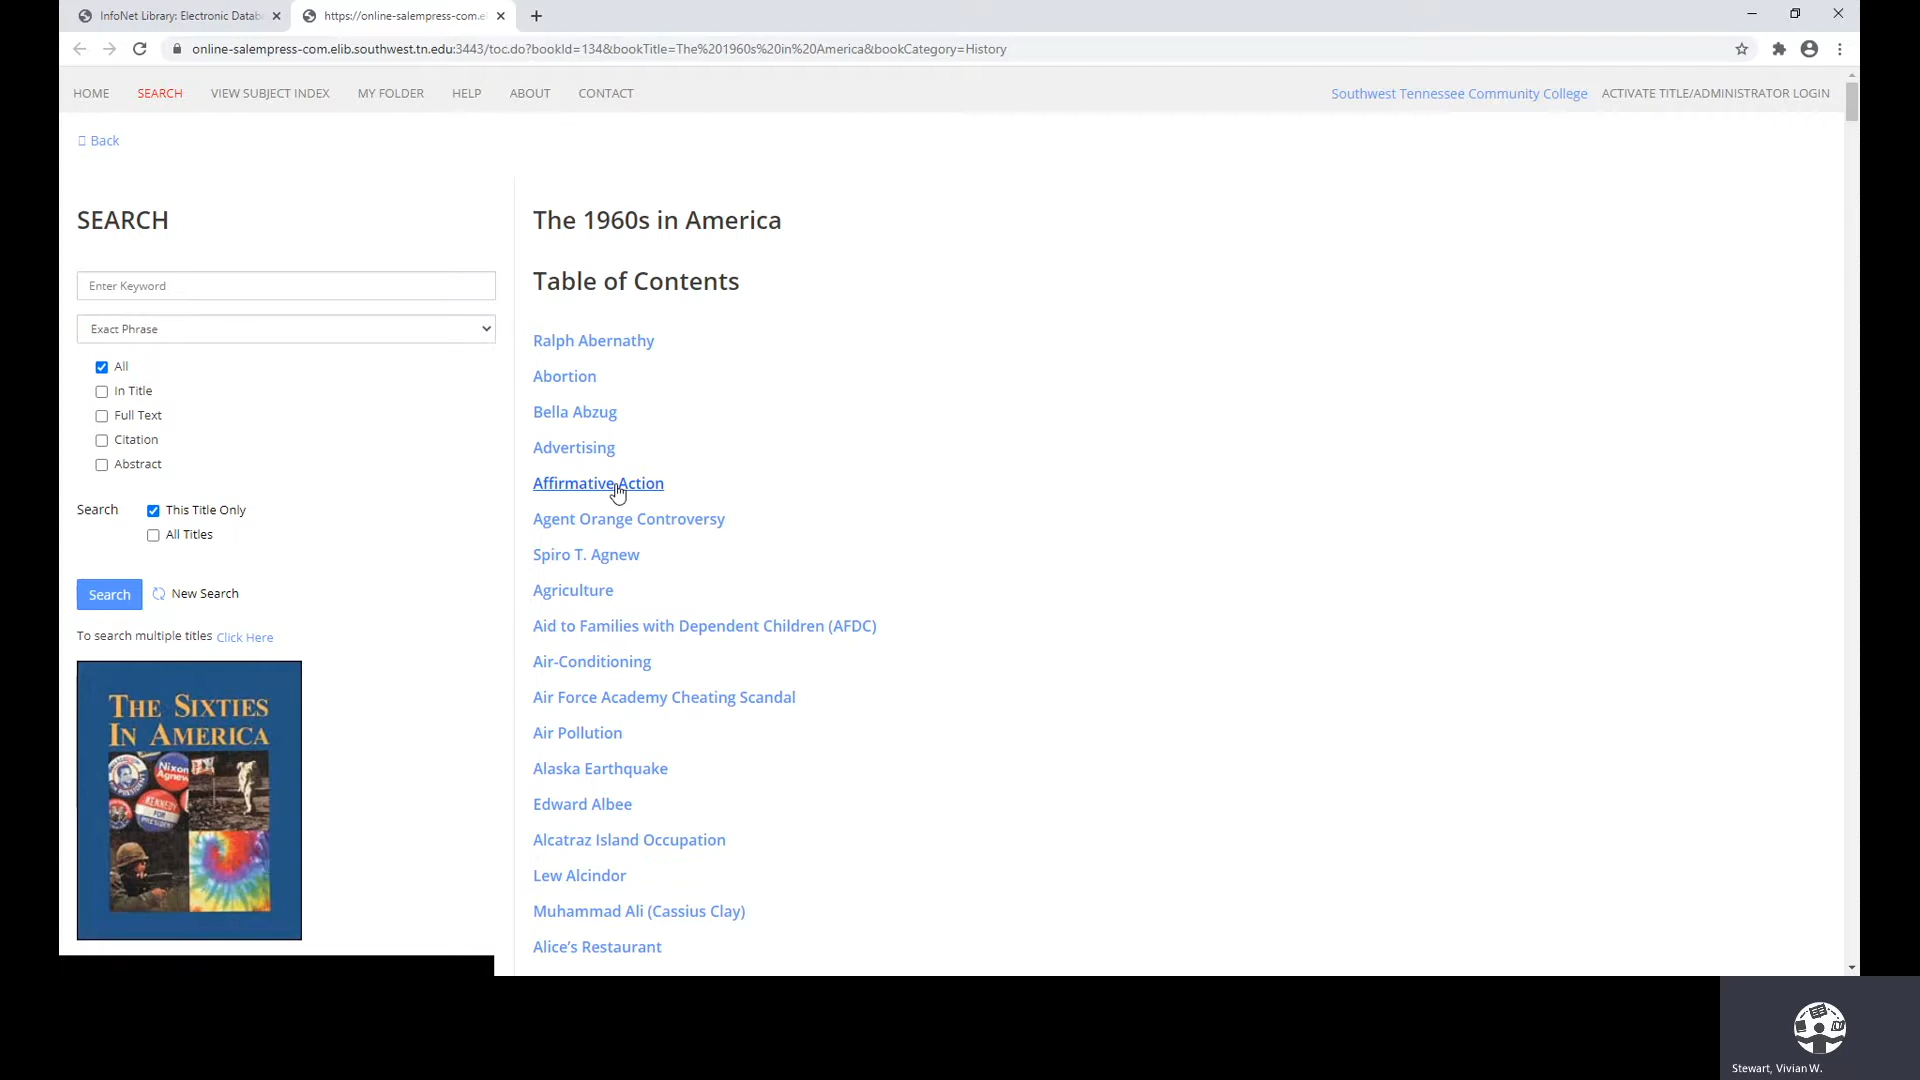 InfoNet Library: Electronic Datab
https://online-salempress-com.e
online-salempress-com.elib.southwest.tn.edu:3443/toc.do?bookId=134&bookTitle=The%201960s%20in%20America&bookCategory=History
HOME SEARCH VIEW SUBJECT INDEX MY FOLDER HELP ABOUT CONTACT Southwest Tennessee Community College ACTIVATE TITLE/ADMINISTRATOR LOGIN
Back
SEARCH
Enter Keyword
Exact Phrase
All
In Title
Full Text
Citation
Abstract
Search This Title Only
All Titles
Search New Search
To search multiple titles Click Here
THE SIXTIES
IN AMERICA
Nixon
Agnew
KENNEDY
FOR
PRESIDENT
The 1960s in America
Table of Contents
Ralph Abernathy
Abortion
Bella Abzug
Advertising
Affirmative Action
Agent Orange Controversy
Spiro T. Agnew
Agriculture
Aid to Families with Dependent Children (AFDC)
Air-Conditioning
Air Force Academy Cheating Scandal
Air Pollution
Alaska Earthquake
Edward Albee
Alcatraz Island Occupation
Lew Alcindor
Muhammad Ali (Cassius Clay)
Alice’s Restaurant
Stewart, Vivian W.